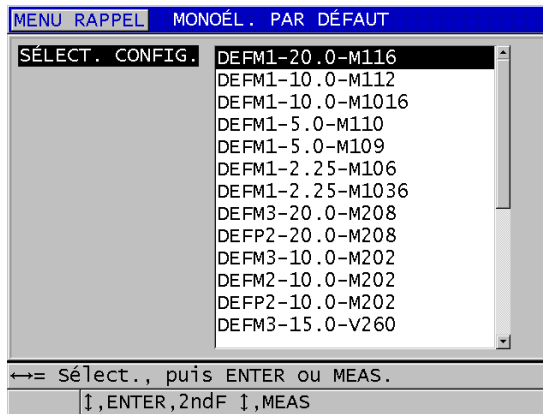 MENU RAPPEL MONOÉL. PAR DÉFAUT
SÉLECT. CONFIG.
DEFM1-20.0-M116
DEFM1-10.0-M112
DEFM1-10.0-M1016
DEFM1-5.0-M110
DEFM1-5.0-M109
DEFM1-2.25-M106
DEFM1-2.25-M1036
DEFM3-20.0-M208
DEFP2-20.0-M208
DEFM3-10.0-M202
DEFM2-10.0-M202
DEFP2-10.0-M202
DEFM3-15.0-V260
↔= Sélect., puis ENTER ou MEAS.
↕,ENTER,2ndF ↕,MEAS